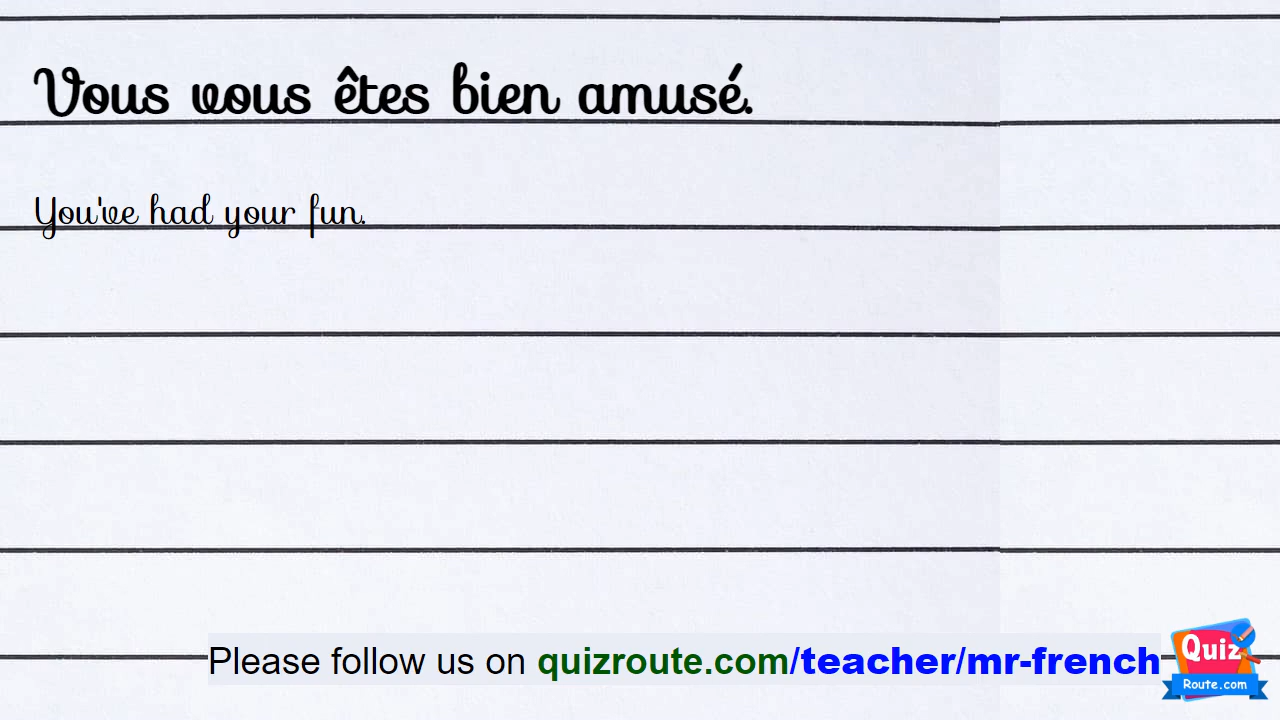 Vous vous êtes bien amusé.
You've had your fun.
Please follow us on quizroute.com/teacher/mr-french
Quiz
Route.com